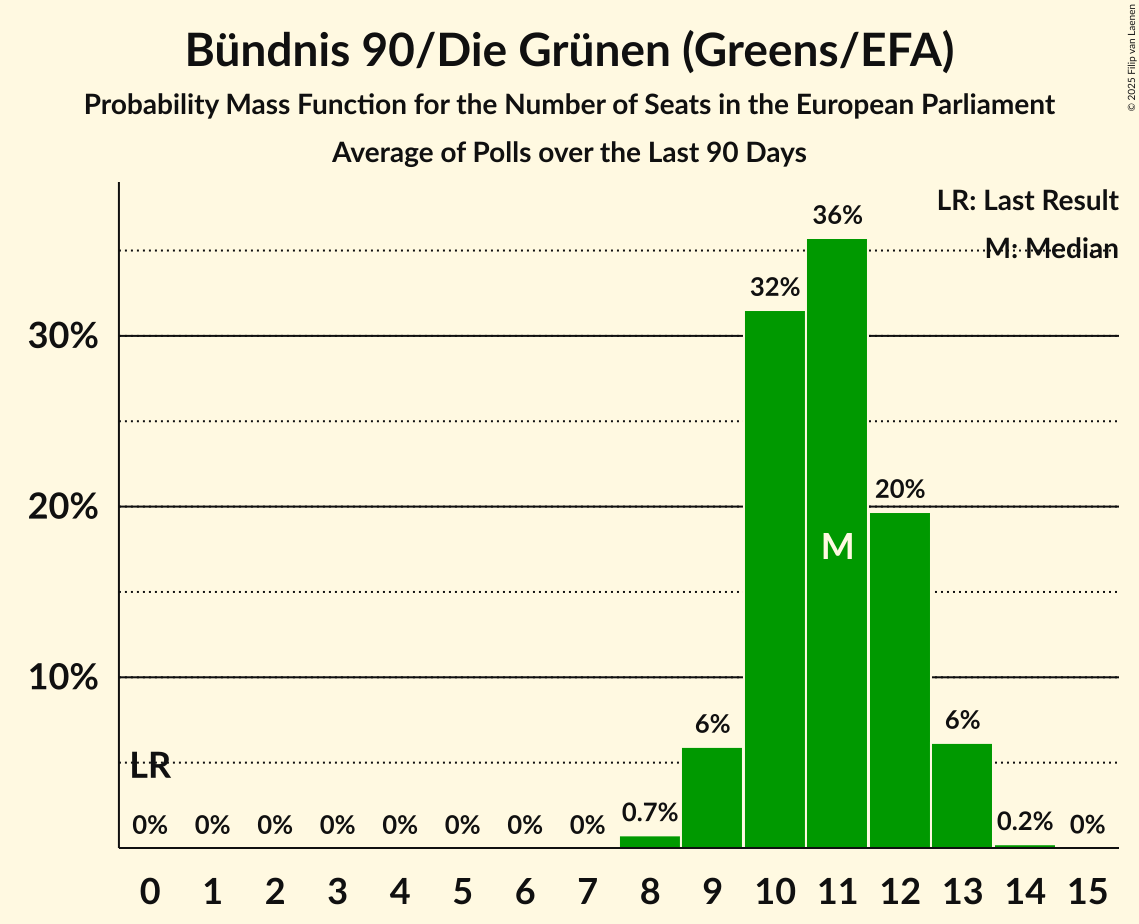 Bündnis 90/Die Grünen (Greens/EFA)
Probability Mass Function for the Number of Seats in the European Parliament
Average of Polls over the Last 90 Days
© 2025 Filip van Laenen
LR: Last Result
M: Median
36%
32%
30%
20%
20%
M
10%
6%
6%
LR
0% 0% 0% 0% 0% 0% 0% 0% 0.7% 0.2% 0%
0 1 2 3 4 5 6 7 8 9 10 11 12 13 14 15